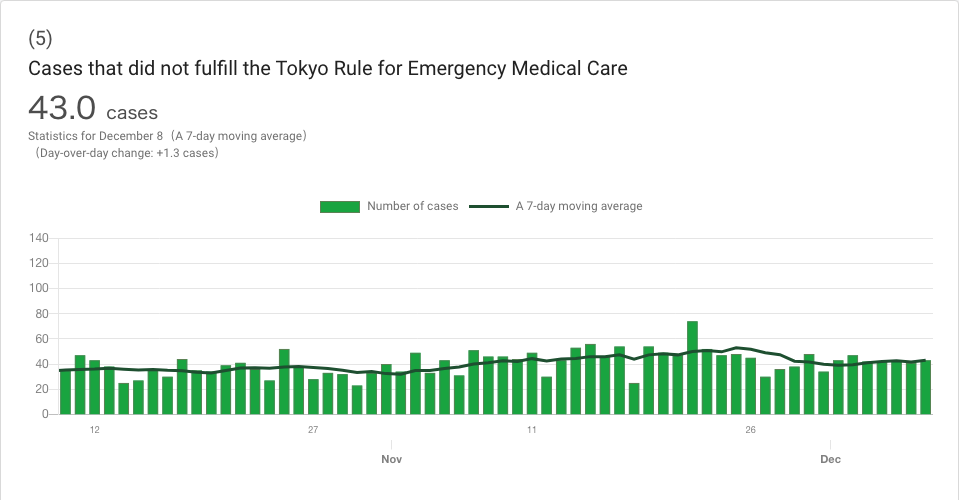 (5)
Cases that did not fulfill the Tokyo Rule for Emergency Medical Care
43.0 cases
Statistics for December 8（A 7-day moving average）
（Day-over-day change: +1.3 cases）
Number of cases A 7-day moving average
140
120
100
80
60
40
20
0
12 27 11 26
Nov Dec